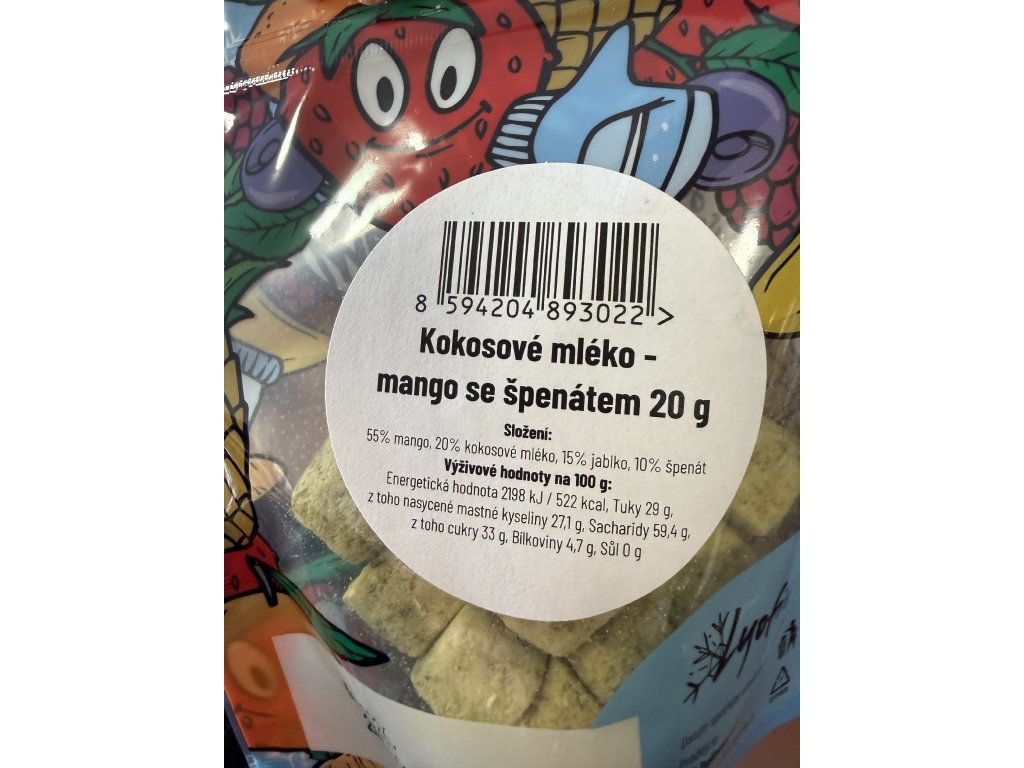 8 594204 893022 >
Kokosové mléko -
mango se špenátem 20 g
Složení:
55% mango, 20% kokosové mléko, 15% jablko, 10% špenát
Výživové hodnoty na 100 g:
Energetická hodnota 2198 kJ / 522 kcal, Tuky 29 g,
z toho nasycené mastné kyseliny 27,1 g, Sacharidy 59,4 g,
z toho cukry 33 g, Bílkoviny 4,7 g, Sůl 0 g
Lyof
Datum